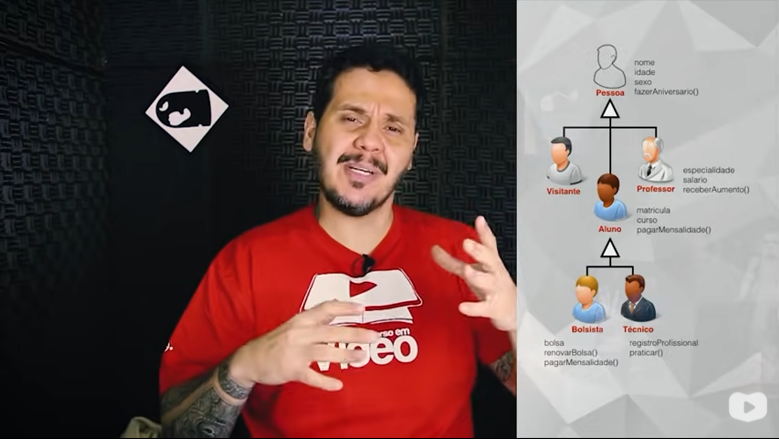 nome
idade
sexo
fazerAniversario()
Pessoa
Visitante
Professor
especialidade
salario
receberAumento()
Aluno
matricula
curso
pagarMensalidade()
Bolsista
Técnico
bolsa
renovarBolsa()
pagarMensalidade()
registroProfissional
praticar()
vídeo